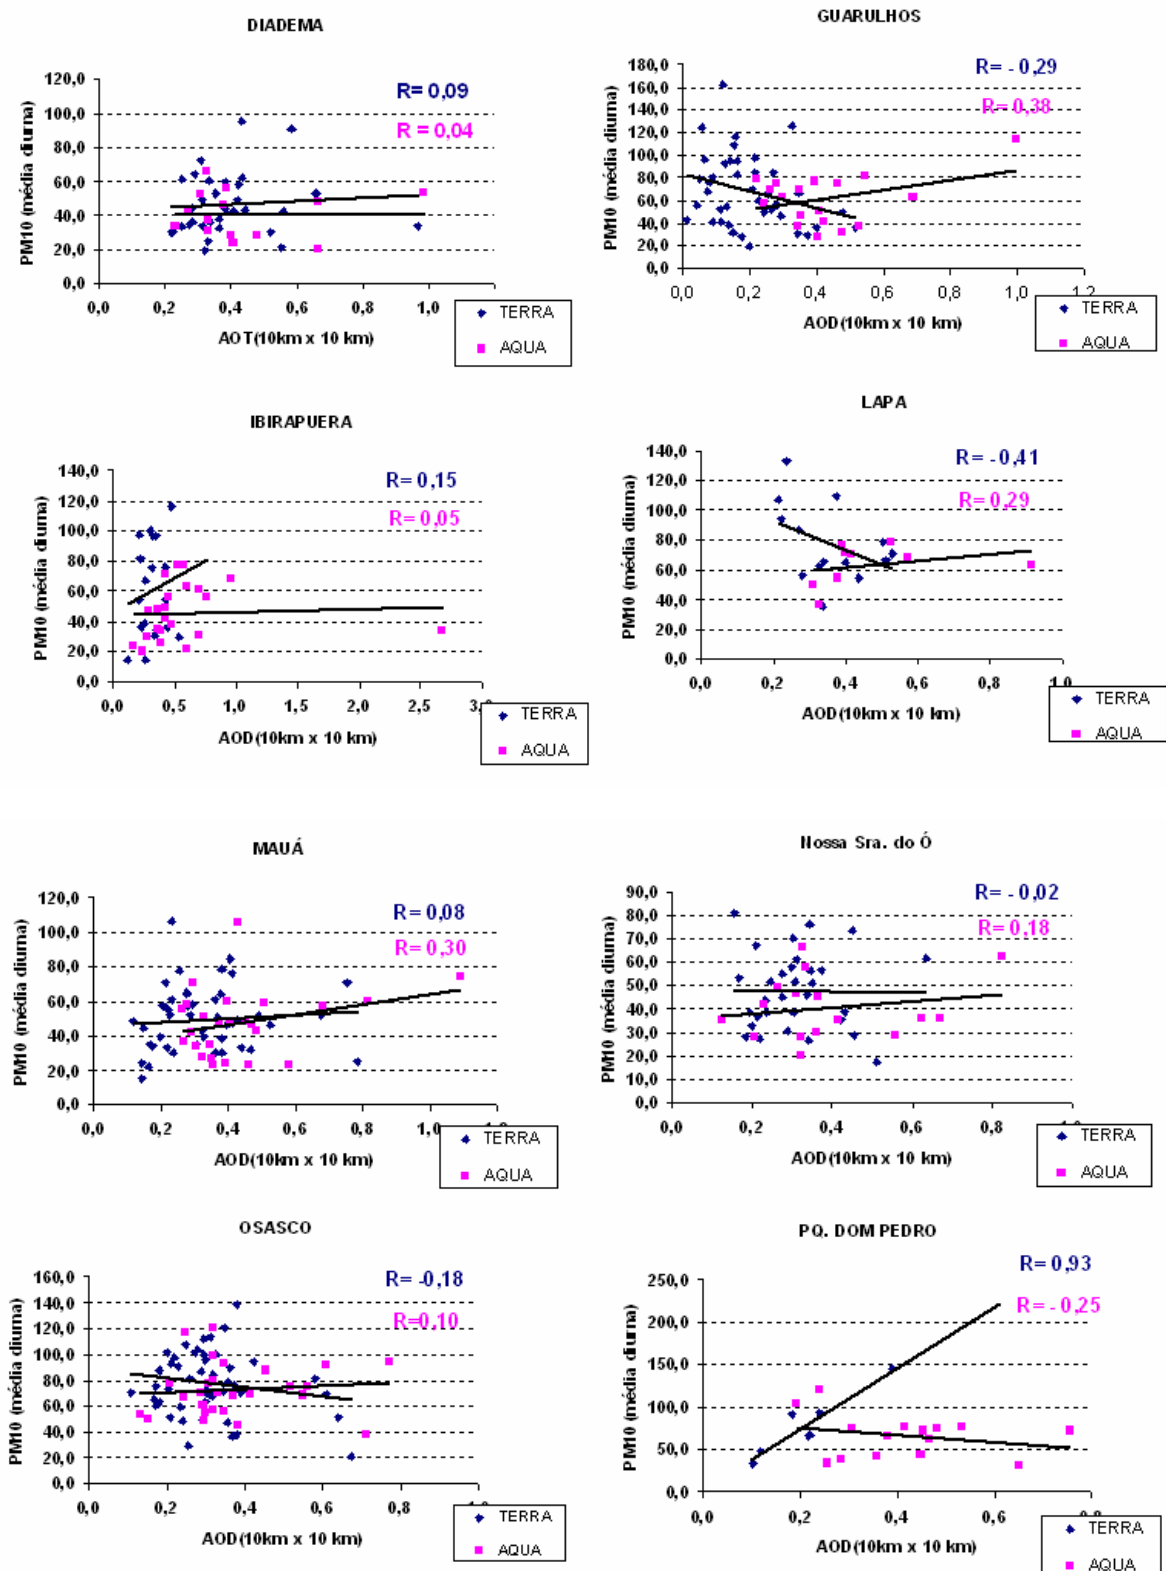 DIADEMA
R= 0,09
R = 0,04
PM10 (média diurna)
120,0
100,0
80,0
60,0
40,0
20,0
0,0
0,0 0,2 0,4 0,6 0,8 1,0
AOT(10km x 10 km)
TERRA
AQUA
GUARULHOS
R= - 0,29
R= 0,38
PM10 (média diurna)
180,0
160,0
140,0
120,0
100,0
80,0
60,0
40,0
20,0
0,0
0,0 0,2 0,4 0,6 0,8 1,0 1,2
AOD(10km x 10 km)
TERRA
AQUA
IBIRAPUERA
R= 0,15
R= 0,05
PM10 (média diurna)
140,0
120,0
100,0
80,0
60,0
40,0
20,0
0,0
0,0 0,5 1,0 1,5 2,0 2,5
AOD(10km x 10 km)
TERRA
AQUA
LAPA
R= - 0,41
R= 0,29
PM10 (média diurna)
140,0
120,0
100,0
80,0
60,0
40,0
20,0
0,0
0,0 0,2 0,4 0,6 0,8 1,0
AOD(10km x 10 km)
TERRA
AQUA
MAUÁ
R= 0,08
R= 0,30
PM10 (média diurna)
120,0
100,0
80,0
60,0
40,0
20,0
0,0
0,0 0,2 0,4 0,6 0,8 1,0
AOD(10km x 10 km)
TERRA
AQUA
Nossa Sra. do Ó
R= - 0,02
R= 0,18
PM10 (média diurna)
90,0
80,0
70,0
60,0
50,0
40,0
30,0
20,0
10,0
0,0
0,0 0,2 0,4 0,6 0,8 1,0
AOD(10km x 10 km)
TERRA
AQUA
OSASCO
R= -0,18
R=0,10
PM10 (média diurna)
160,0
140,0
120,0
100,0
80,0
60,0
40,0
20,0
0,0
0,0 0,2 0,4 0,6 0,8 1,0
AOD(10km x 10 km)
TERRA
AQUA
PQ. DOM PEDRO
R= 0,93
R= - 0,25
PM10 (média diurna)
250,0
200,0
150,0
100,0
50,0
0,0
0,0 0,2 0,4 0,6
AOD(10km x 10 km)
TERRA
AQUA